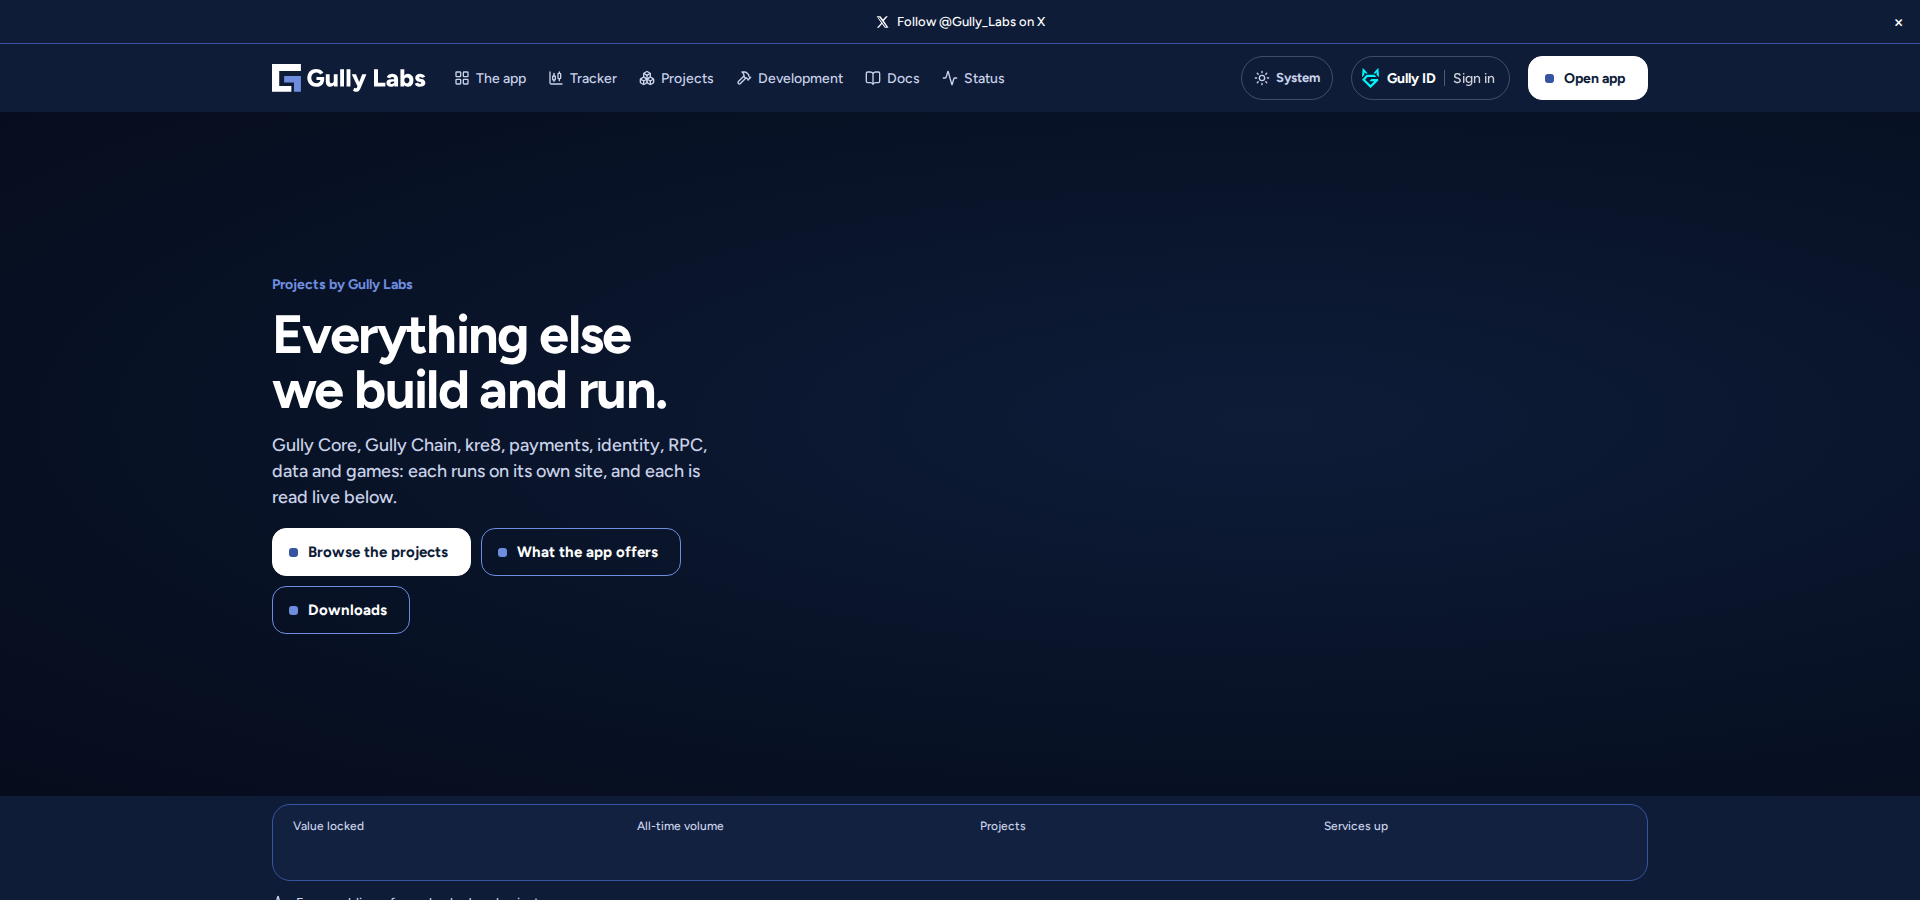 Follow @Gully_Labs on X
×
Gully Labs
The app
Tracker
Projects
Development
Docs
Status
System
Gully ID
Sign in
Open app
Projects by Gully Labs
Everything else
we build and run.
Gully Core, Gully Chain, kre8, payments, identity, RPC,
data and games: each runs on its own site, and each is
read live below.
Browse the projects
What the app offers
Downloads
Value locked
All-time volume
Projects
Services up